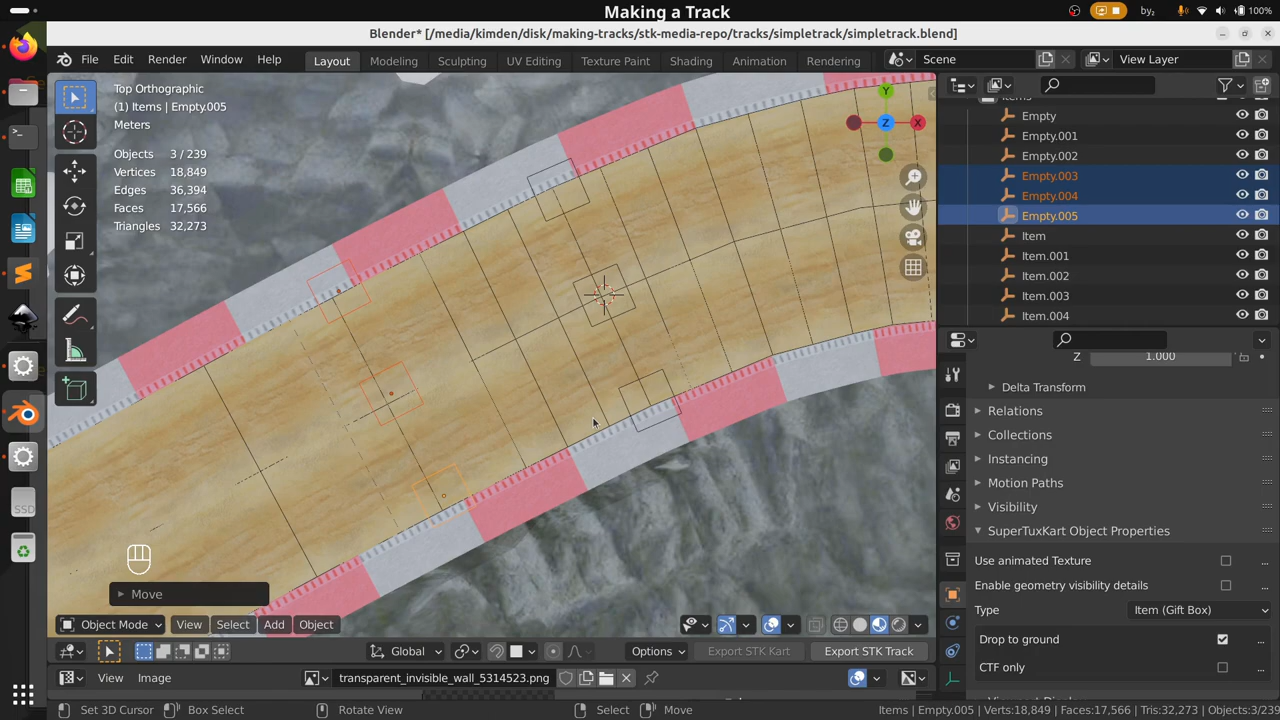 Making a Track
by₂
100%
Blender* [/media/kimden/disk/making-tracks/stk-media-repo/tracks/simpletrack/simpletrack.blend]
File Edit Render Window Help
Layout Modeling Sculpting UV Editing Texture Paint Shading Animation Rendering
Scene
View Layer
Top Orthographic
(1) Items | Empty.005
Meters
Objects 3 / 239
Vertices 18,849
Edges 36,394
Faces 17,566
Triangles 32,273
Y
Z
X
Items
Empty
Empty.001
Empty.002
Empty.003
Empty.004
Empty.005
Item
Item.001
Item.002
Item.003
Item.004
Z 1.000
Delta Transform
Relations
Collections
Instancing
Motion Paths
Visibility
SuperTuxKart Object Properties
Use animated Texture ...
Enable geometry visibility details ...
Type Item (Gift Box)
Drop to ground ...
CTF only ...
SSD
Move
Object Mode View Select Add Object
Global Options Export STK Kart Export STK Track
View Image transparent_invisible_wall_5314523.png
Set 3D Cursor Box Select Rotate View Select Move
Items | Empty.005 | Verts:18,849 | Faces:17,566 | Tris:32,273 | Objects:3/239